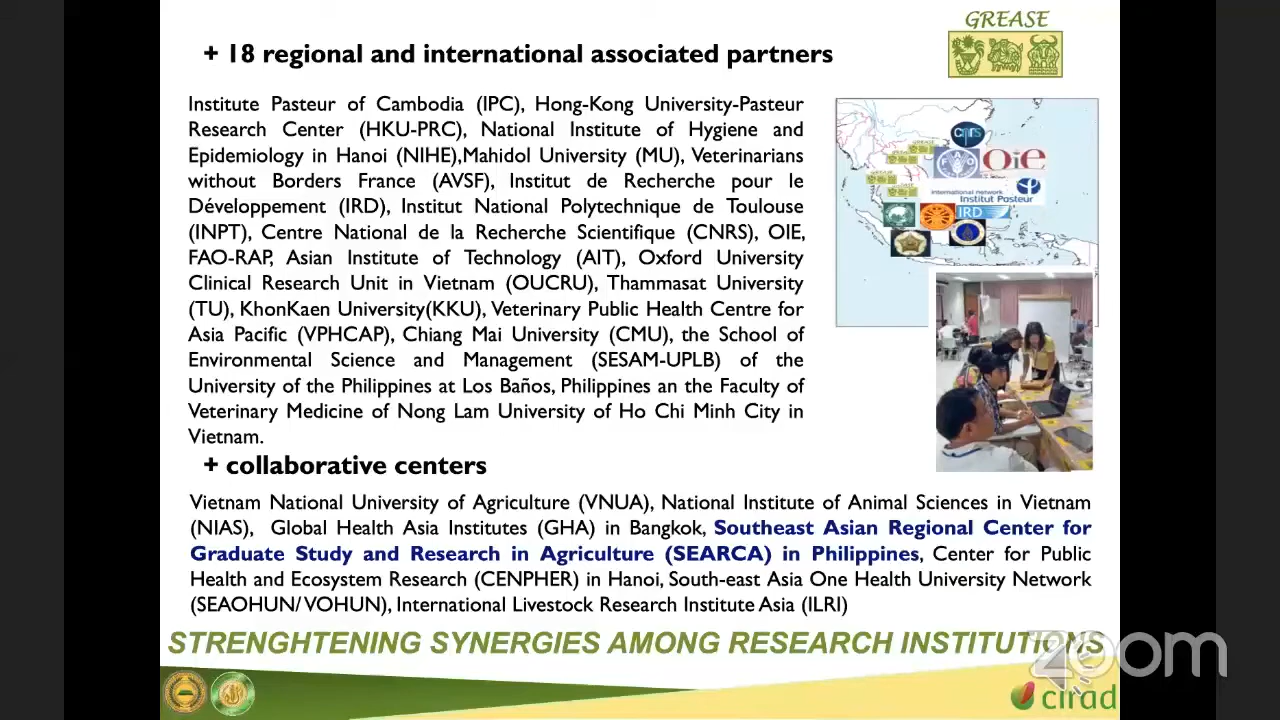 GREASE
+ 18 regional and international associated partners
Institute Pasteur of Cambodia (IPC), Hong-Kong University-Pasteur
Research Center (HKU-PRC), National Institute of Hygiene and
Epidemiology in Hanoi (NIHE),Mahidol University (MU), Veterinarians
without Borders France (AVSF), Institut de Recherche pour le
Développement (IRD), Institut National Polytechnique de Toulouse
(INPT), Centre National de la Recherche Scientifique (CNRS), OIE,
FAO-RAP, Asian Institute of Technology (AIT), Oxford University
Clinical Research Unit in Vietnam (OUCRU), Thammasat University
(TU), KhonKaen University(KKU), Veterinary Public Health Centre for
Asia Pacific (VPHCAP), Chiang Mai University (CMU), the School of
Environmental Science and Management (SESAM-UPLB) of the
University of the Philippines at Los Baños, Philippines an the Faculty of
Veterinary Medicine of Nong Lam University of Ho Chi Minh City in
Vietnam.
cnrs
GREASE
FAO
OIE
international network
Institut Pasteur
IRD
+ collaborative centers
Vietnam National University of Agriculture (VNUA), National Institute of Animal Sciences in Vietnam
(NIAS), Global Health Asia Institutes (GHA) in Bangkok, Southeast Asian Regional Center for
Graduate Study and Research in Agriculture (SEARCA) in Philippines, Center for Public
Health and Ecosystem Research (CENPHER) in Hanoi, South-east Asia One Health University Network
(SEAOHUN/ VOHUN), International Livestock Research Institute Asia (ILRI)
STRENGHTENING SYNERGIES AMONG RESEARCH INSTITUTIONS
zoom
cirad